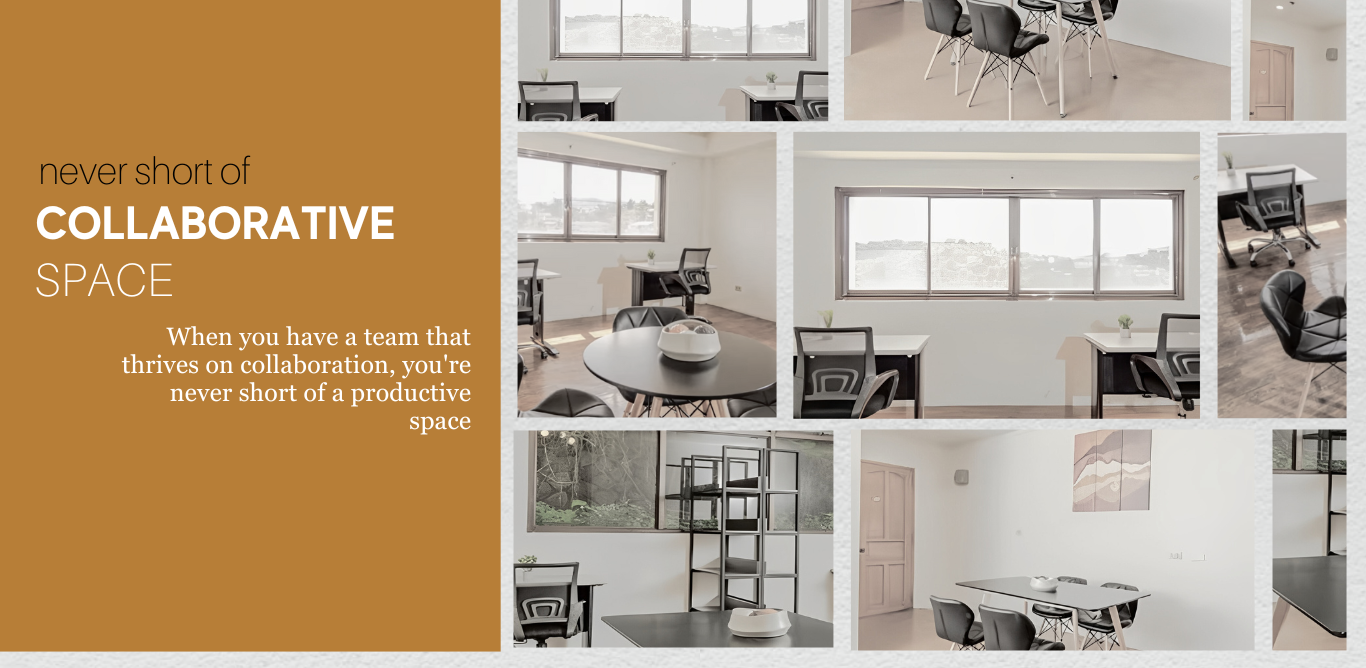 never short of
COLLABORATIVE
SPACE
When you have a team that
thrives on collaboration, you're
never short of a productive
space